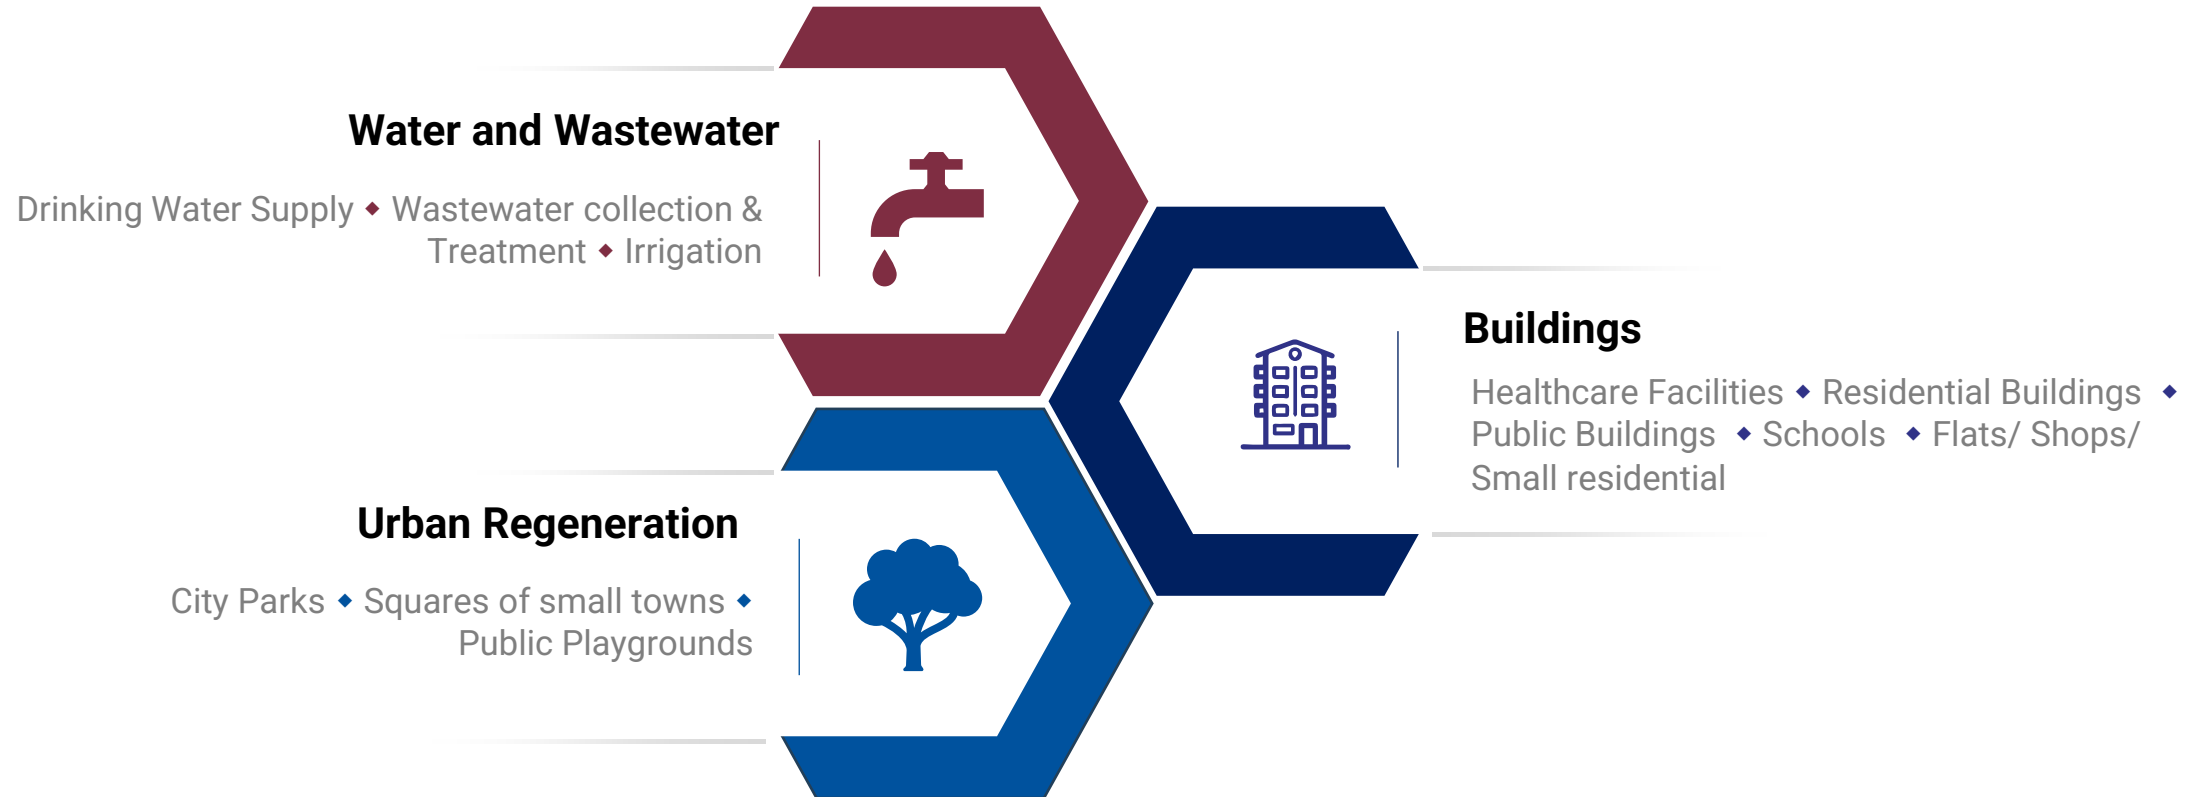 Water and Wastewater
Drinking Water Supply ◆ Wastewater collection &
Treatment ◆ Irrigation
Buildings
Healthcare Facilities ◆ Residential Buildings ◆
Public Buildings ◆ Schools ◆ Flats/ Shops/
Small residential
Urban Regeneration
City Parks ◆ Squares of small towns ◆
Public Playgrounds